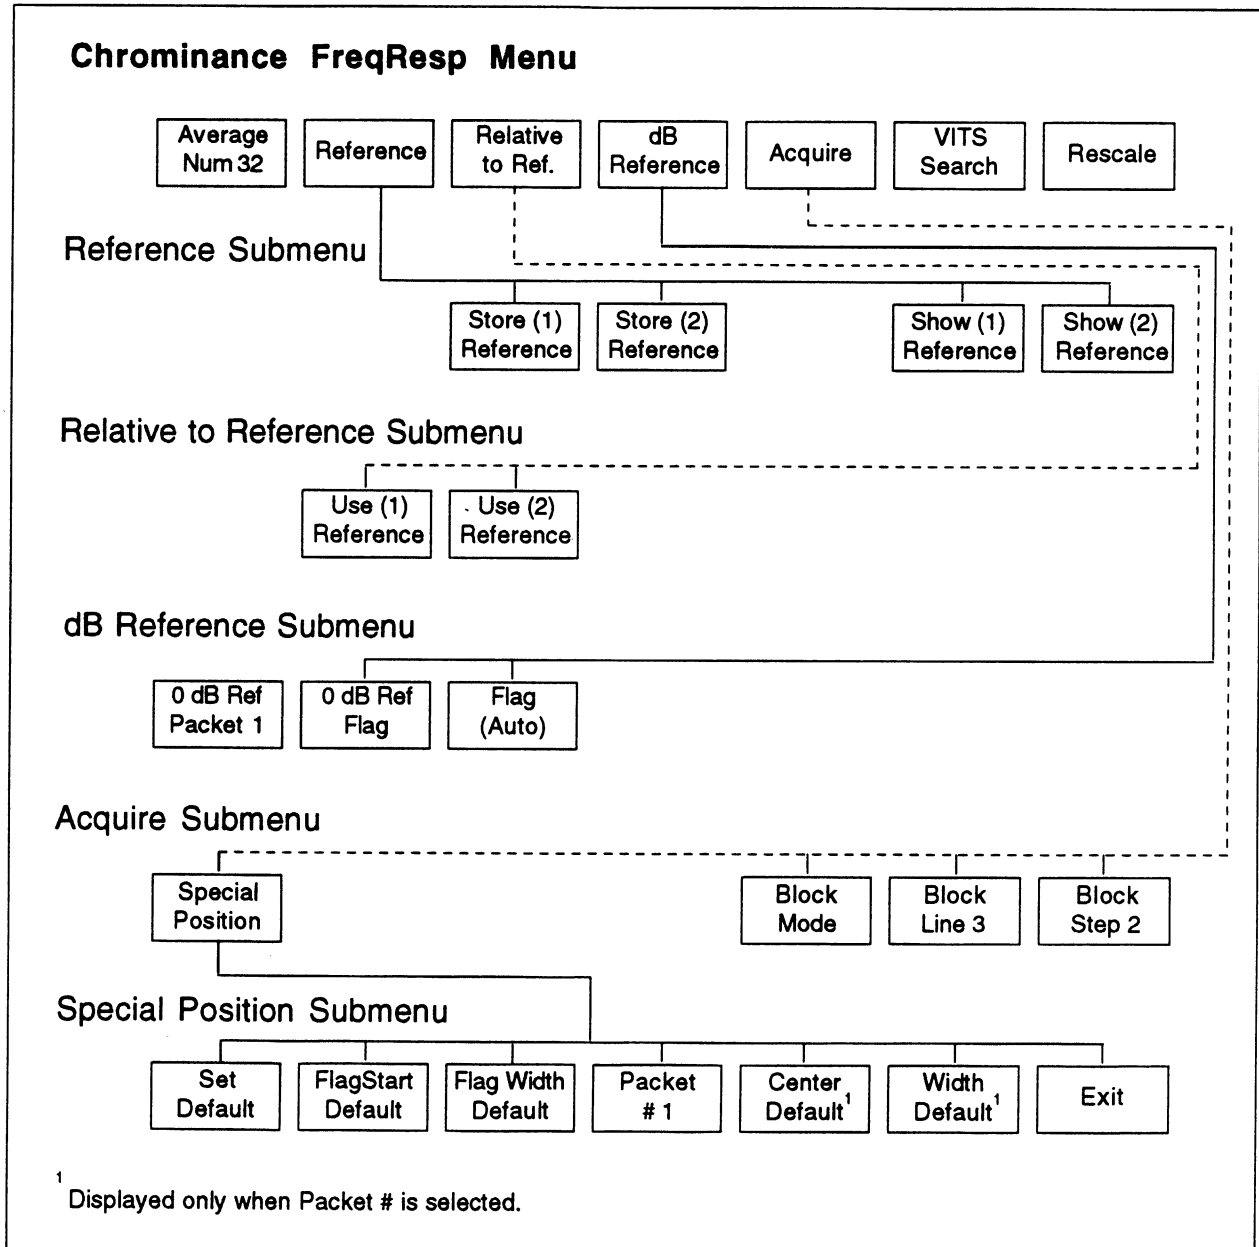 Chrominance FreqResp Menu
Average
Num 32
Reference
Relative
to Ref.
dB
Reference
Acquire
VITS
Search
Rescale
Reference Submenu
Store (1)
Reference
Store (2)
Reference
Show (1)
Reference
Show (2)
Reference
Relative to Reference Submenu
Use (1)
Reference
Use (2)
Reference
dB Reference Submenu
0 dB Ref
Packet 1
0 dB Ref
Flag
Flag
(Auto)
Acquire Submenu
Special
Position
Block
Mode
Block
Line 3
Block
Step 2
Special Position Submenu
Set
Default
FlagStart
Default
Flag Width
Default
Packet
# 1
Center
Default¹
Width
Default¹
Exit
¹ Displayed only when Packet # is selected.